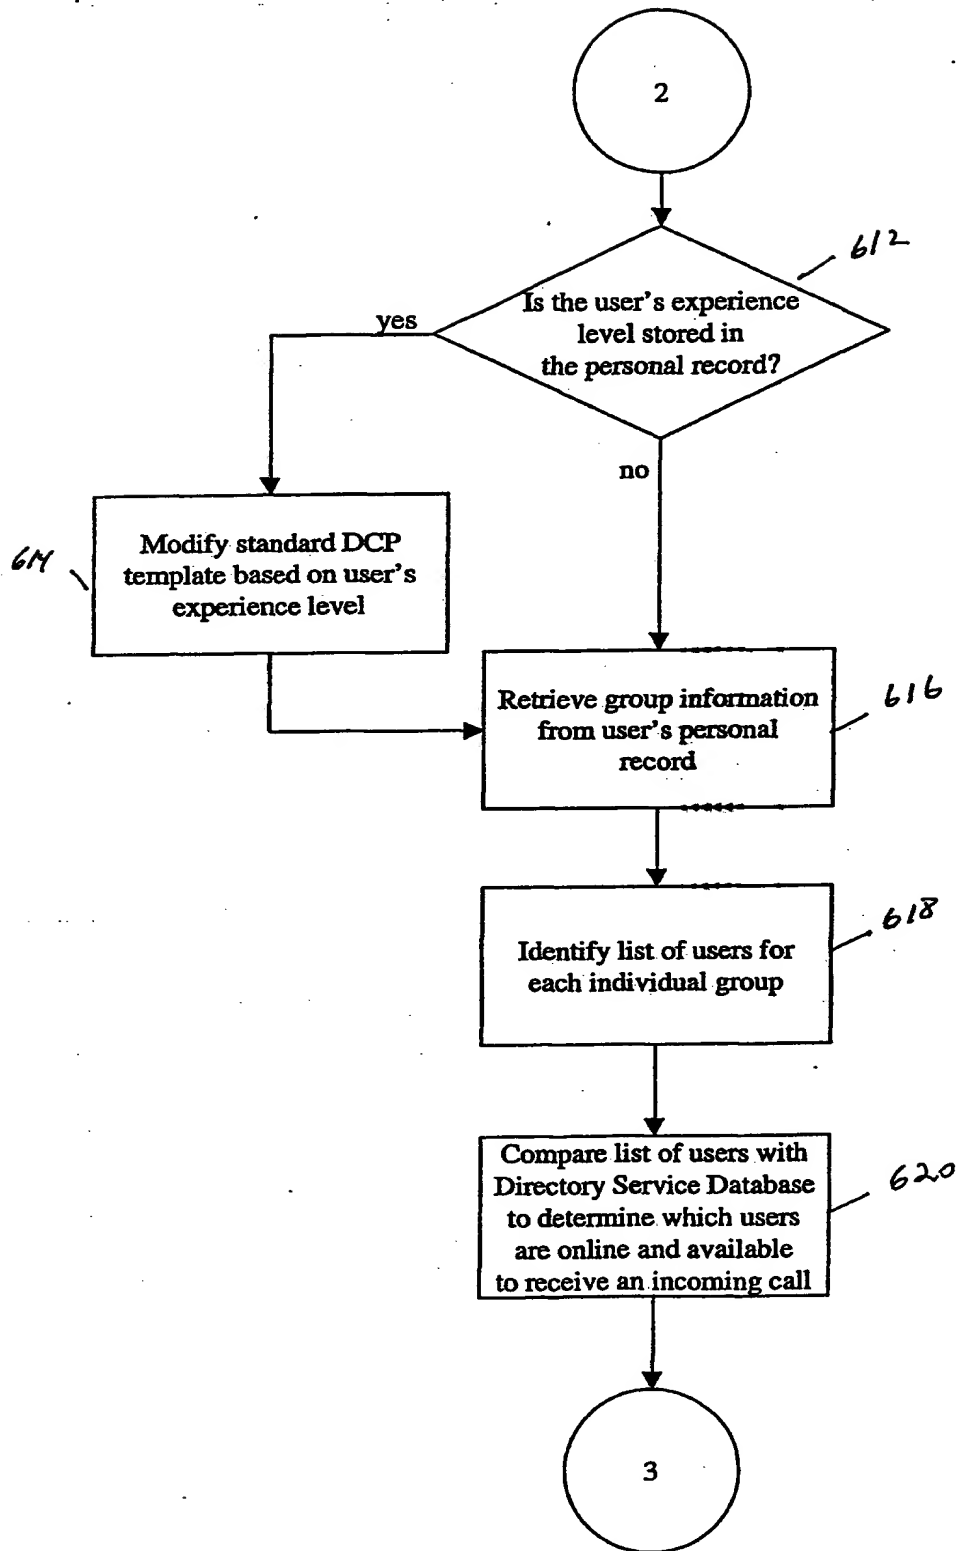 2
612
Is the user's experience
level stored in
the personal record?
yes
no
614
Modify standard DCP
template based on user's
experience level
Retrieve group information
from user's personal
record
616
618
Identify list of users for
each individual group
Compare list of users with
Directory Service Database
to determine which users
are online and available
to receive an incoming call
620
3